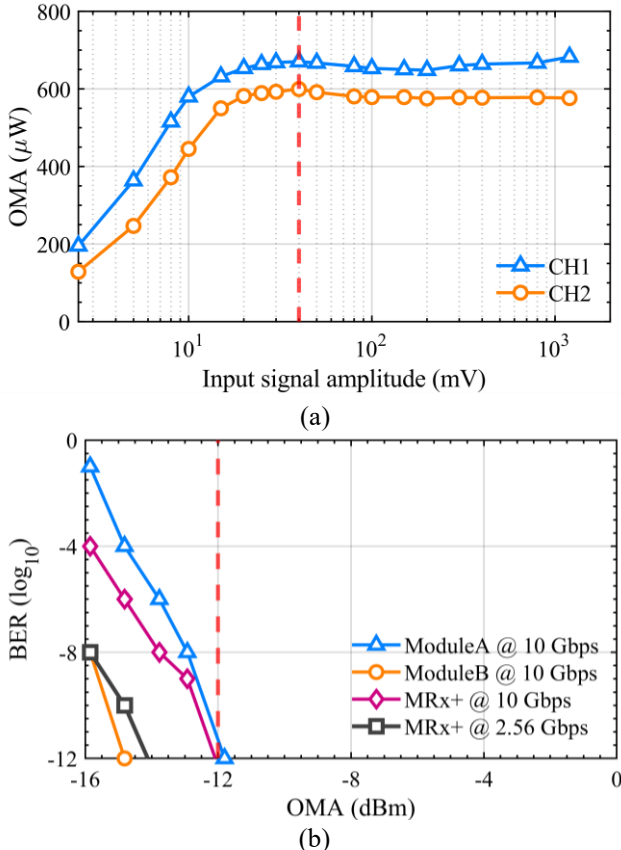 800
600
400
200
0
OMA (μW)
CH1
CH2
10^1
10^2
10^3
Input signal amplitude (mV)
(a)
0
-4
-8
-12
BER (log_10)
ModuleA @ 10 Gbps
ModuleB @ 10 Gbps
MRx+ @ 10 Gbps
MRx+ @ 2.56 Gbps
-16
-12
-8
-4
0
OMA (dBm)
(b)